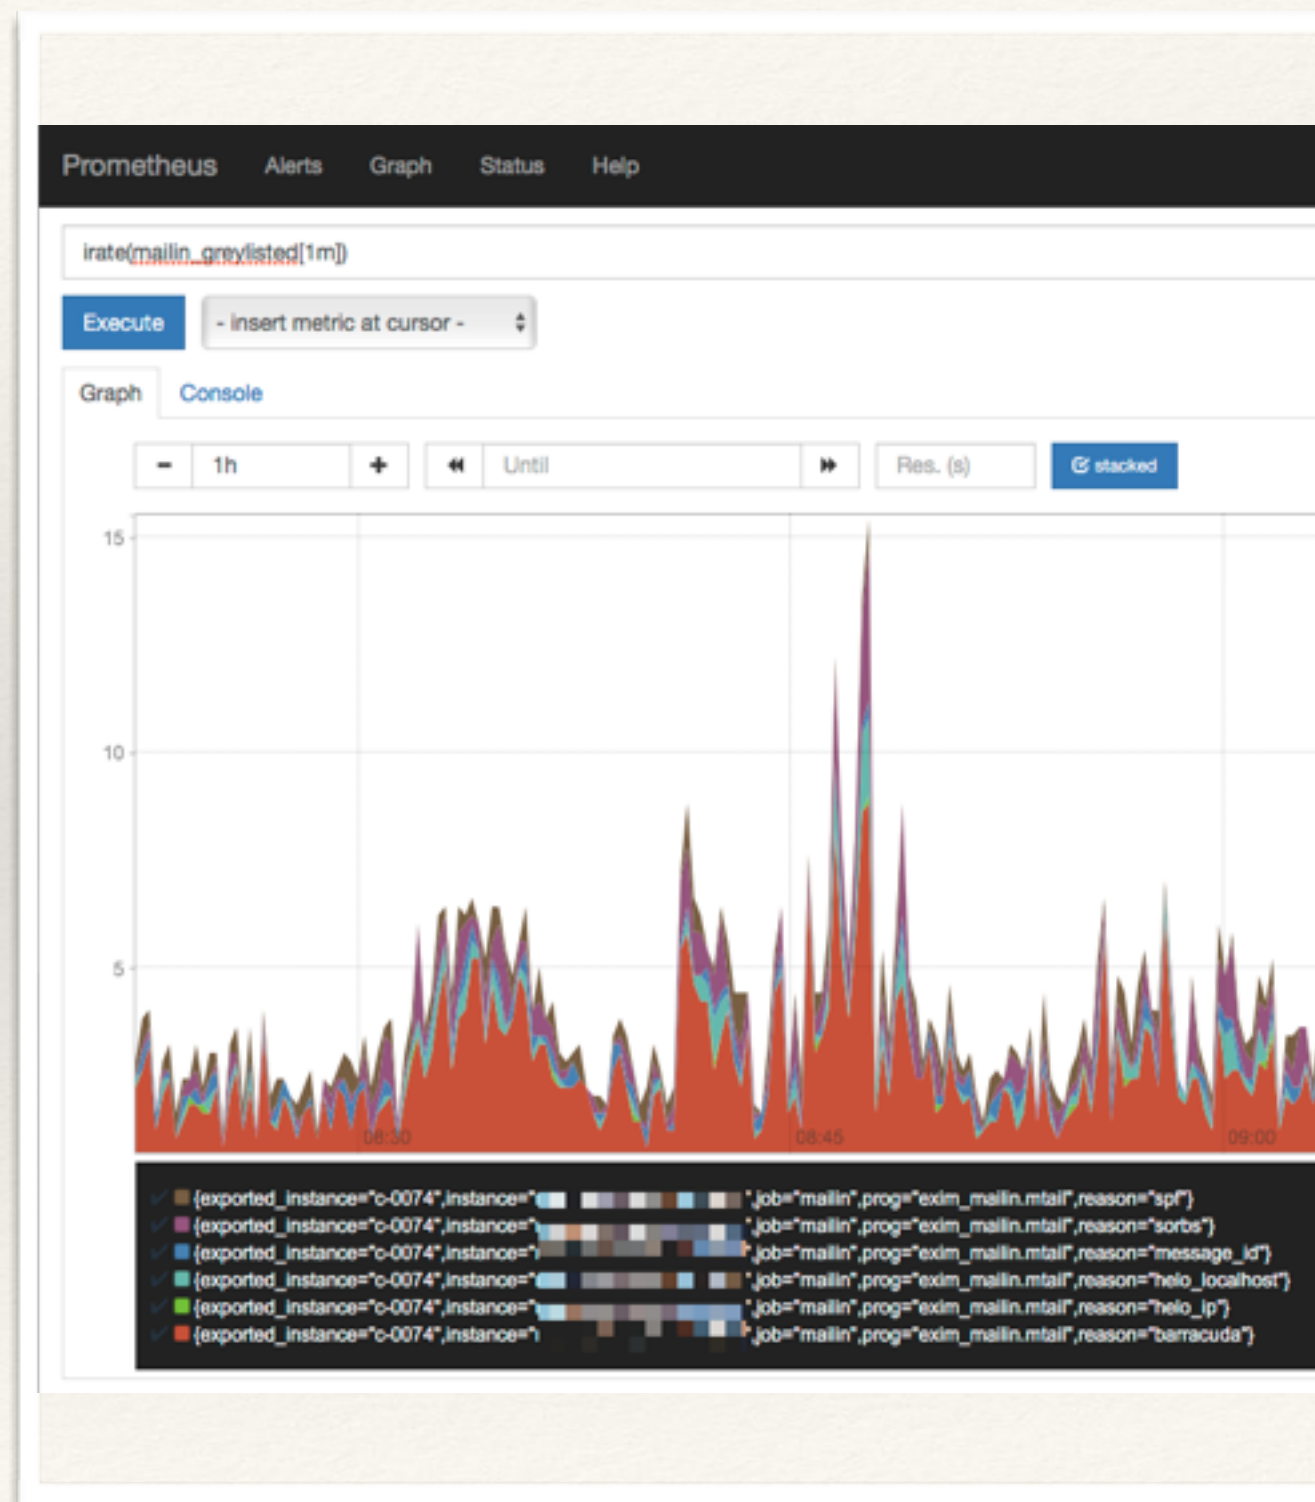 Prometheus Alerts Graph Status Help
irate(mailin_greylisted[1m])
Execute - insert metric at cursor -
Graph Console
1h Until Res. (s) stacked
15
10
5
08:30 08:45 09:00
{exported_instance="c-0074",instance=" ",job="mailin",prog="exim_mailin.mtail",reason="spf"}
{exported_instance="c-0074",instance=" ",job="mailin",prog="exim_mailin.mtail",reason="sorbs"}
{exported_instance="c-0074",instance=" ",job="mailin",prog="exim_mailin.mtail",reason="message_id"}
{exported_instance="c-0074",instance=" ",job="mailin",prog="exim_mailin.mtail",reason="helo_localhost"}
{exported_instance="c-0074",instance=" ",job="mailin",prog="exim_mailin.mtail",reason="helo_ip"}
{exported_instance="c-0074",instance=" ",job="mailin",prog="exim_mailin.mtail",reason="barracuda"}